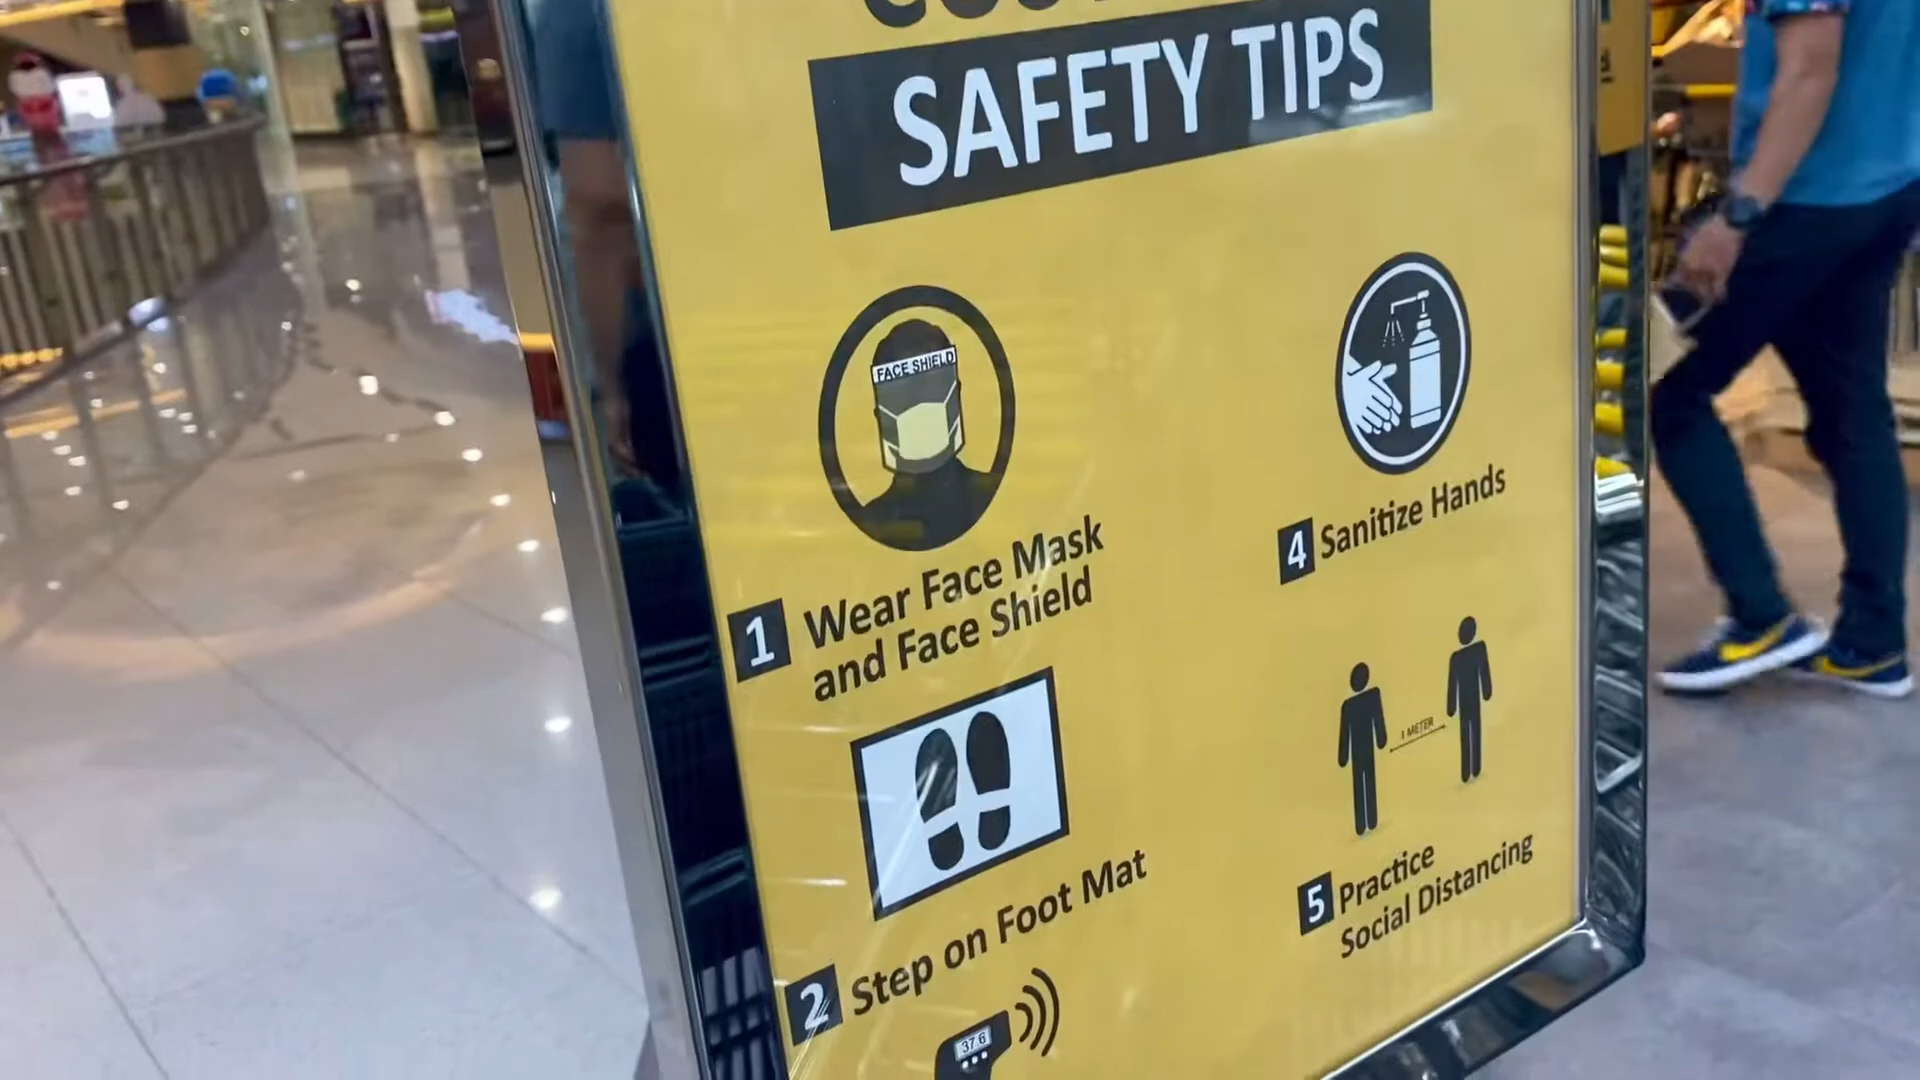 SAFETY TIPS
FACE SHIELD
1 Wear Face Mask
and Face Shield
2 Step on Foot Mat
37.6
4 Sanitize Hands
1 METER
5 Practice
Social Distancing